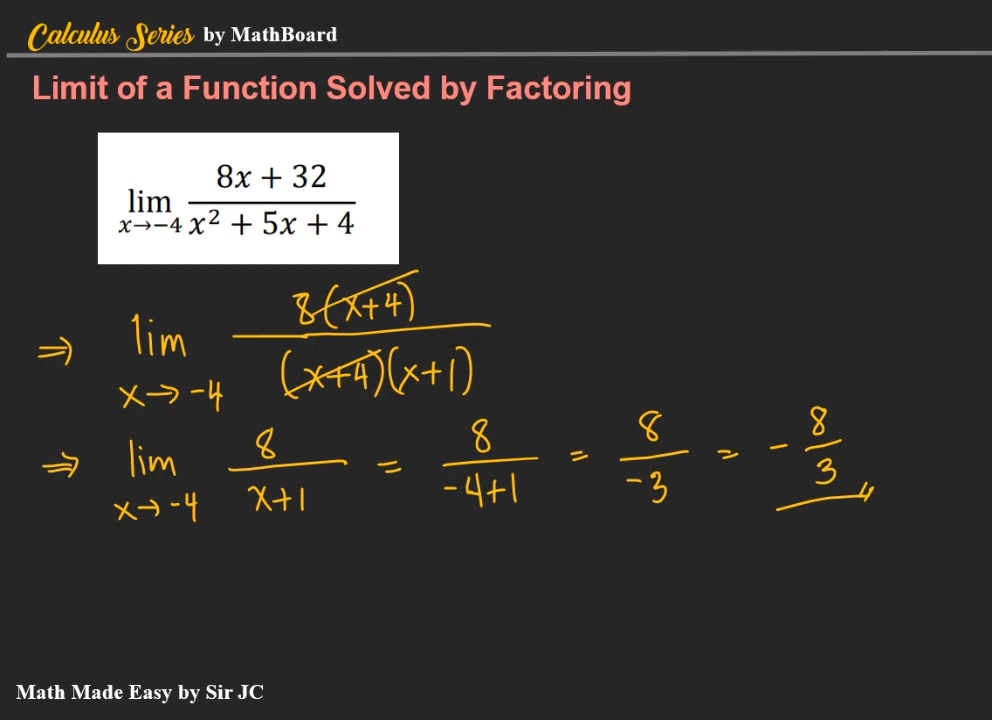 Calculus Series by MathBoard
Limit of a Function Solved by Factoring
lim x→−4 (8x + 32)/(x² + 5x + 4)
⇒ lim x→-4 8(x+4)/((x+4)(x+1))
⇒ lim x→-4 8/(x+1) = 8/(-4+1) = 8/(-3) = -8/3
Math Made Easy by Sir JC